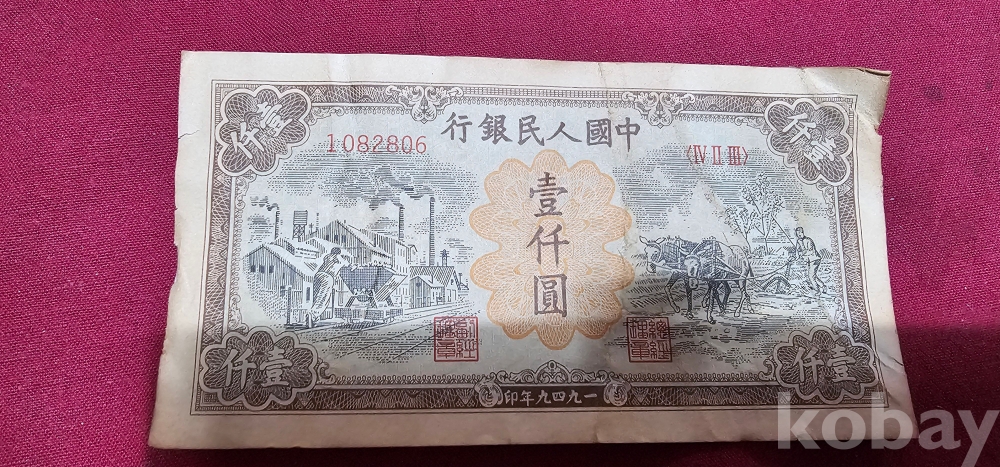 中國人民銀行
1082806
〈Ⅳ Ⅱ Ⅲ〉
壹仟圓
壹仟
壹仟
壹仟
壹仟
一九四九年印
kobay